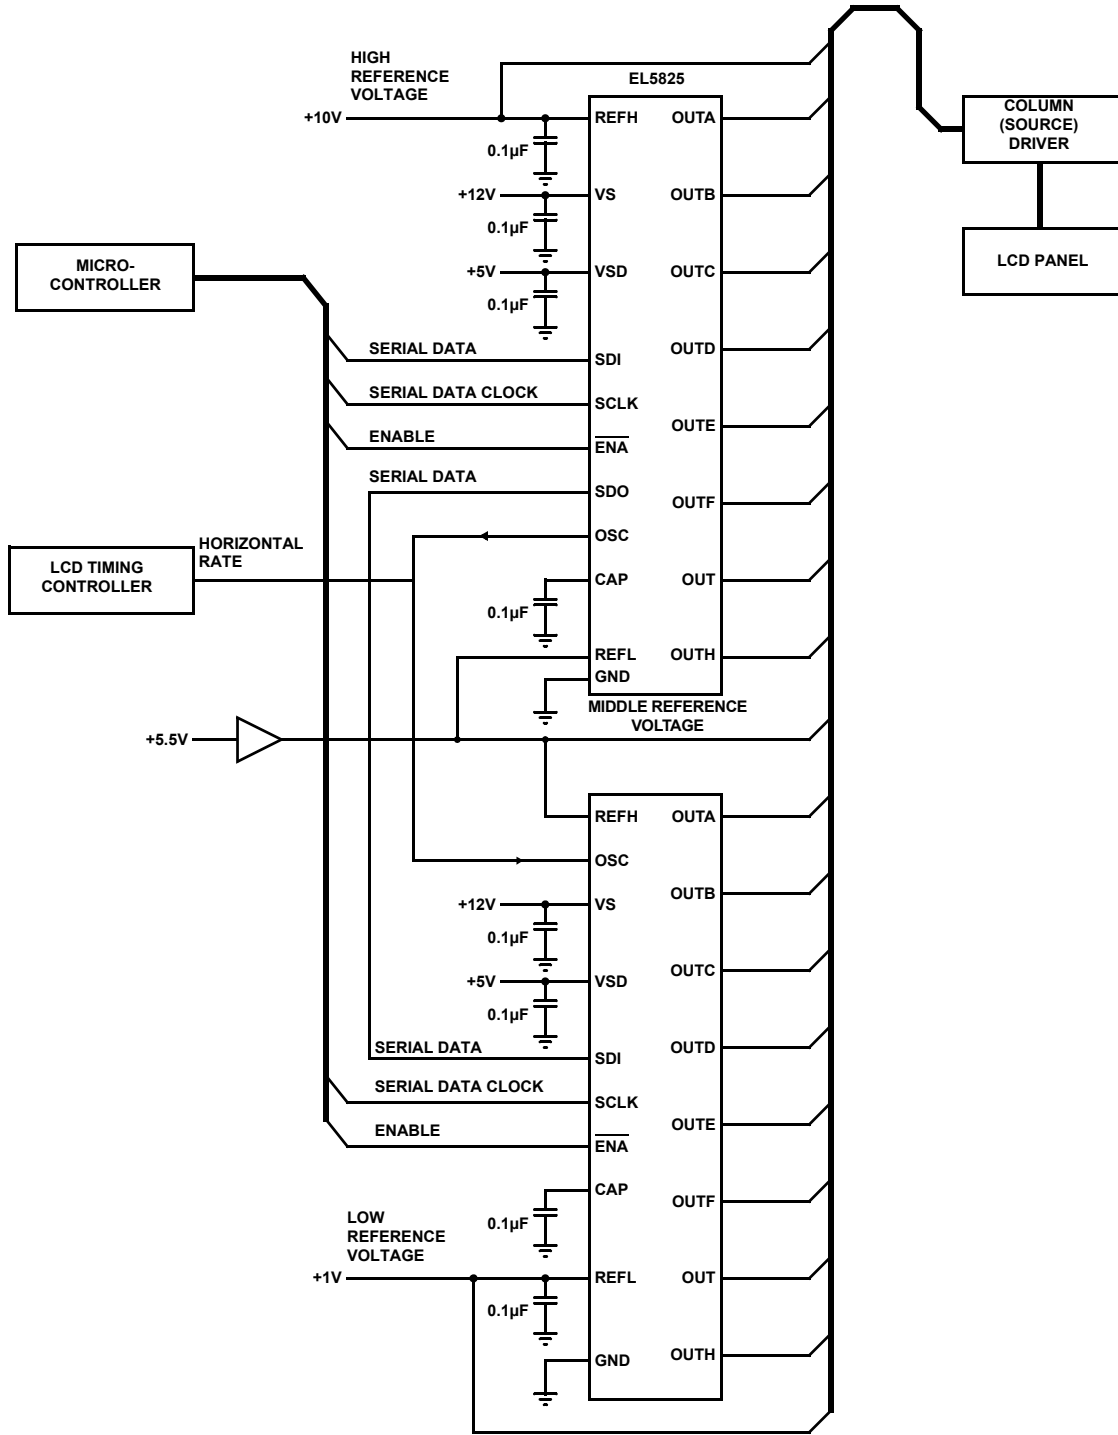 HIGH
REFERENCE
VOLTAGE
EL5825
+10V
REFH
OUTA
0.1µF
+12V
VS
OUTB
0.1µF
+5V
VSD
OUTC
0.1µF
COLUMN
(SOURCE)
DRIVER
LCD PANEL
MICRO-
CONTROLLER
SERIAL DATA
SDI
OUTD
SERIAL DATA CLOCK
SCLK
OUTE
ENABLE
ENA
SERIAL DATA
SDO
OUTF
HORIZONTAL
RATE
OSC
LCD TIMING
CONTROLLER
CAP
OUT
0.1µF
REFL
OUTH
GND
MIDDLE REFERENCE
VOLTAGE
+5.5V
REFH
OUTA
OSC
OUTB
+12V
VS
0.1µF
OUTC
+5V
VSD
0.1µF
OUTD
SERIAL DATA
SDI
SERIAL DATA CLOCK
SCLK
OUTE
ENABLE
ENA
CAP
OUTF
0.1µF
LOW
REFERENCE
VOLTAGE
+1V
REFL
OUT
0.1µF
GND
OUTH